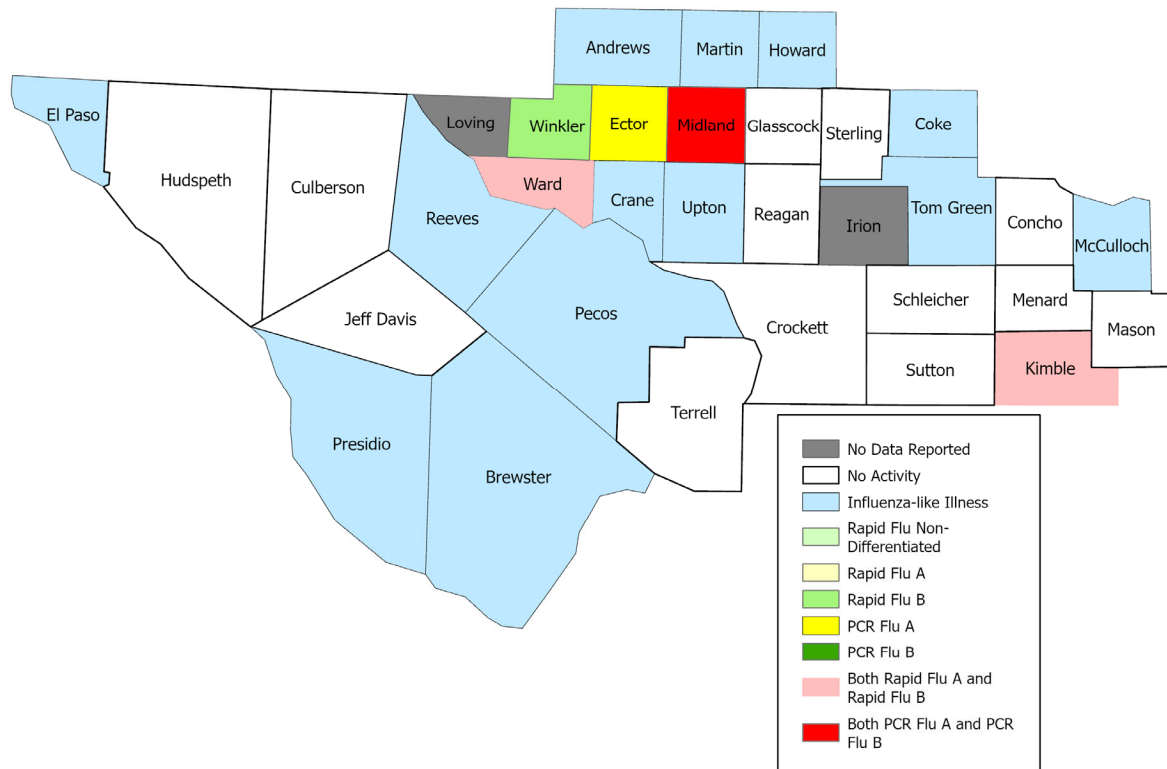 Andrews
Martin
Howard
El Paso
Loving
Winkler
Ector
Midland
Glasscock
Sterling
Coke
Hudspeth
Culberson
Ward
Reeves
Crane
Upton
Reagan
Irion
Tom Green
Concho
McCulloch
Jeff Davis
Pecos
Crockett
Schleicher
Menard
Mason
Sutton
Kimble
Terrell
Presidio
Brewster
No Data Reported
No Activity
Influenza-like Illness
Rapid Flu Non-
Differentiated
Rapid Flu A
Rapid Flu B
PCR Flu A
PCR Flu B
Both Rapid Flu A and
Rapid Flu B
Both PCR Flu A and PCR
Flu B